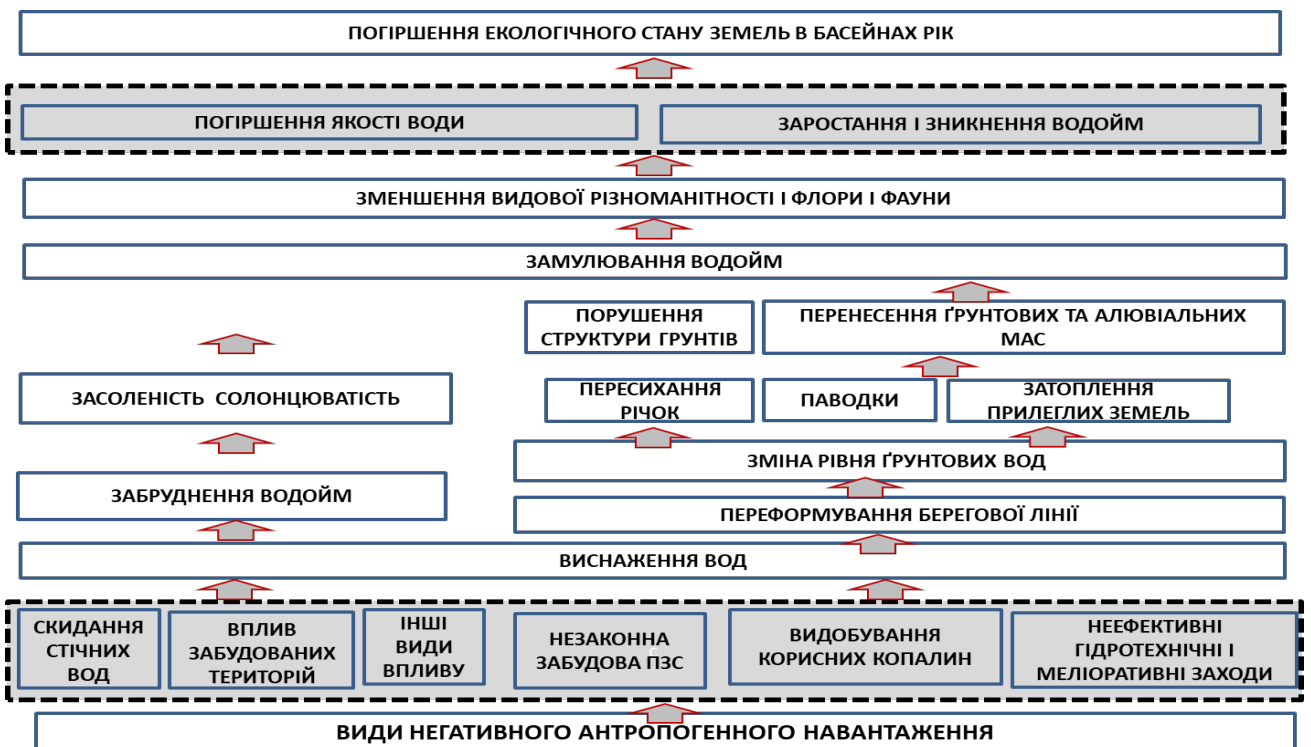 ПОГІРШЕННЯ ЕКОЛОГІЧНОГО СТАНУ ЗЕМЕЛЬ В БАСЕЙНАХ РІК
ПОГІРШЕННЯ ЯКОСТІ ВОДИ
ЗАРОСТАННЯ І ЗНИКНЕННЯ ВОДОЙМ
ЗМЕНШЕННЯ ВИДОВОЇ РІЗНОМАНІТНОСТІ І ФЛОРИ І ФАУНИ
ЗАМУЛЮВАННЯ ВОДОЙМ
ПОРУШЕННЯ
СТРУКТУРИ ГРУНТІВ
ПЕРЕНЕСЕННЯ ҐРУНТОВИХ ТА АЛЮВІАЛЬНИХ
МАС
ЗАСОЛЕНІСТЬ СОЛОНЦЮВАТІСТЬ
ПЕРЕСИХАННЯ
РІЧОК
ПАВОДКИ
ЗАТОПЛЕННЯ
ПРИЛЕГЛИХ ЗЕМЕЛЬ
ЗМІНА РІВНЯ ҐРУНТОВИХ ВОД
ЗАБРУДНЕННЯ ВОДОЙМ
ПЕРЕФОРМУВАННЯ БЕРЕГОВОЇ ЛІНІЇ
ВИСНАЖЕННЯ ВОД
СКИДАННЯ
СТІЧНИХ
ВОД
ВПЛИВ
ЗАБУДОВАНИХ
ТЕРИТОРІЙ
ІНШІ
ВИДИ
ВПЛИВУ
НЕЗАКОННА
ЗАБУДОВА ПЗС
ВИДОБУВАННЯ
КОРИСНИХ КОПАЛИН
НЕЕФЕКТИВНІ
ГІДРОТЕХНІЧНІ І
МЕЛІОРАТИВНІ ЗАХОДИ
ВИДИ НЕГАТИВНОГО АНТРОПОГЕННОГО НАВАНТАЖЕННЯ